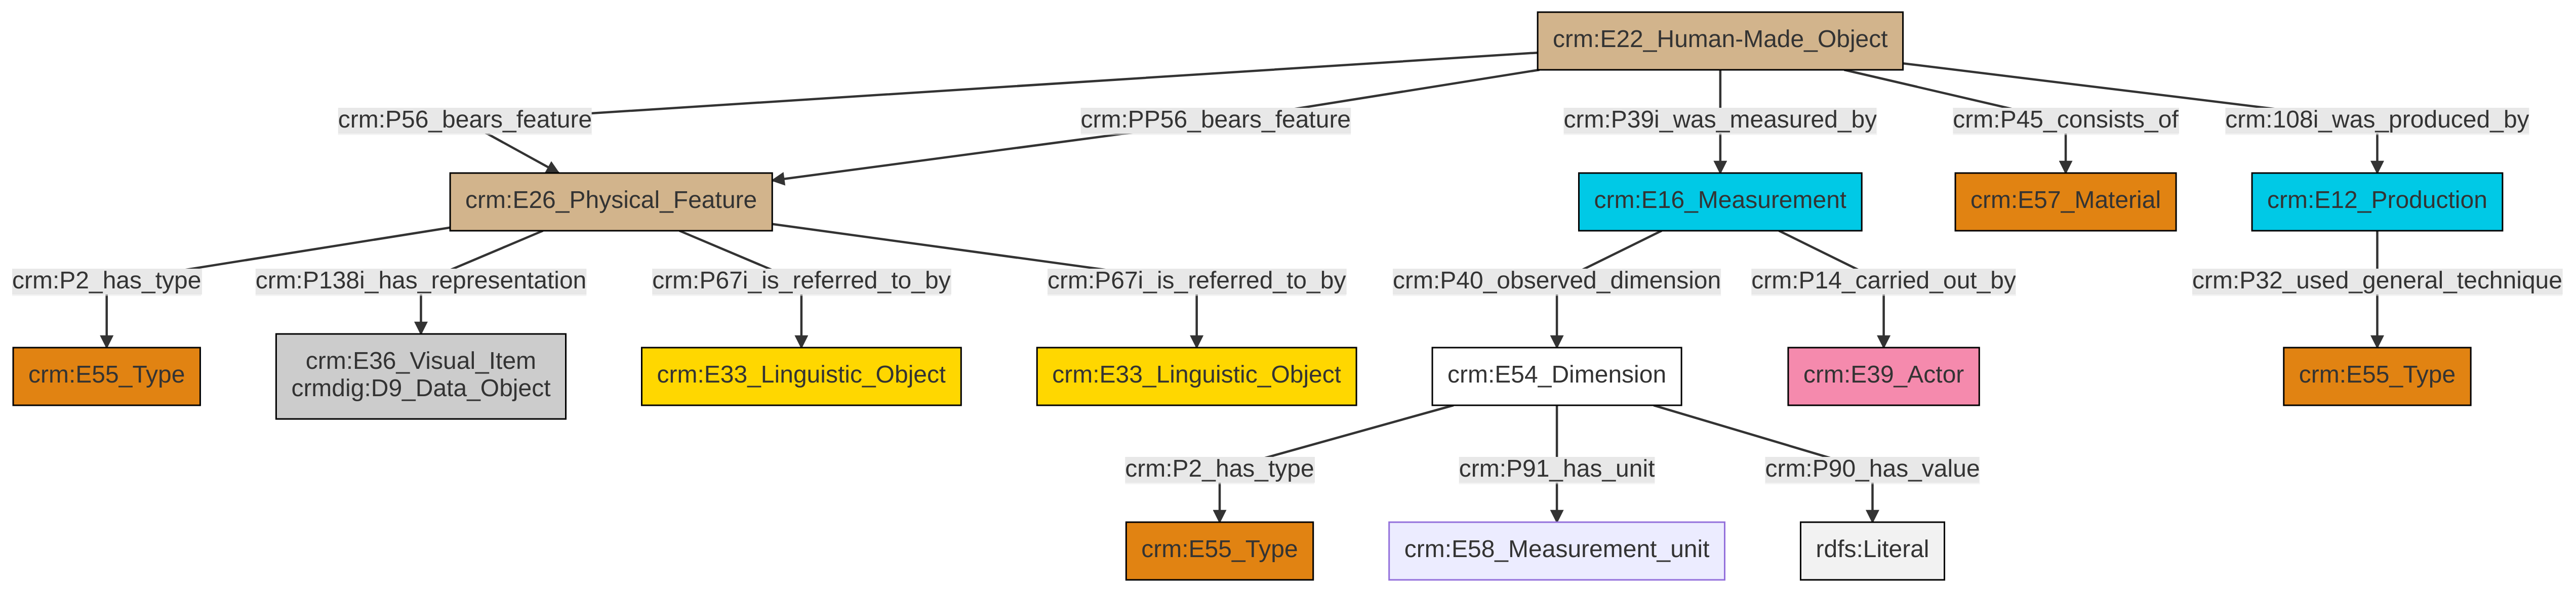 crm:E22_Human-Made_Object
crm:P56_bears_feature
crm:PP56_bears_feature
crm:P39i_was_measured_by
crm:P45_consists_of
crm:108i_was_produced_by
crm:E26_Physical_Feature
crm:E16_Measurement
crm:E57_Material
crm:E12_Production
crm:P2_has_type
crm:P138i_has_representation
crm:P67i_is_referred_to_by
crm:P67i_is_referred_to_by
crm:P40_observed_dimension
crm:P14_carried_out_by
crm:P32_used_general_technique
crm:E55_Type
crm:E36_Visual_Item
crmdig:D9_Data_Object
crm:E33_Linguistic_Object
crm:E33_Linguistic_Object
crm:E54_Dimension
crm:E39_Actor
crm:E55_Type
crm:P2_has_type
crm:P91_has_unit
crm:P90_has_value
crm:E55_Type
crm:E58_Measurement_unit
rdfs:Literal